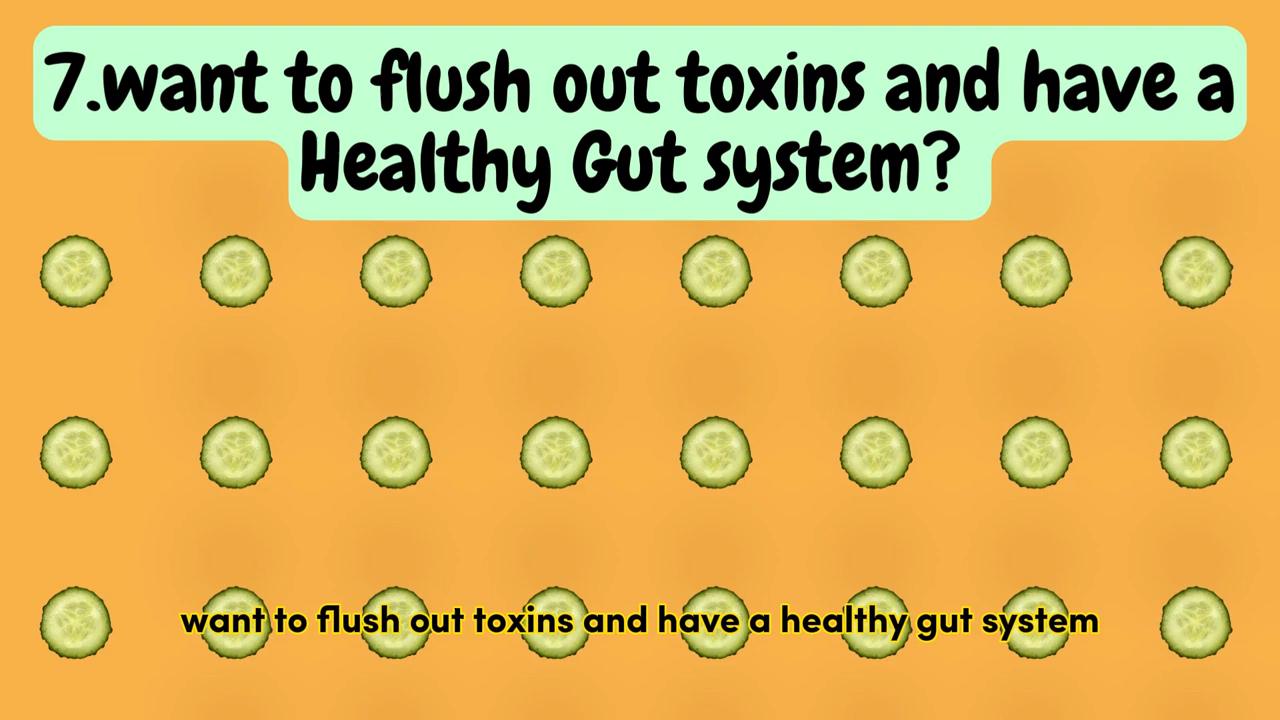 7.want to flush out toxins and have a
Healthy Gut system?
want to flush out toxins and have a healthy gut system